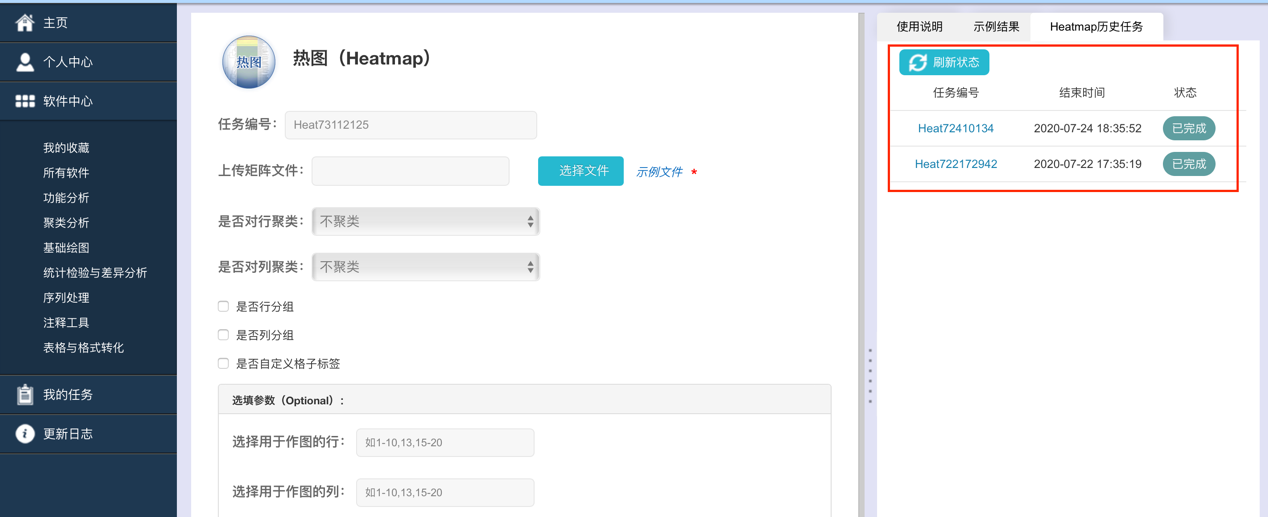 主页
个人中心
软件中心
我的收藏
所有软件
功能分析
聚类分析
基础绘图
统计检验与差异分析
序列处理
注释工具
表格与格式转化
我的任务
更新日志
热图
热图（Heatmap）
任务编号： Heat73112125
上传矩阵文件： 选择文件 示例文件 *
是否对行聚类： 不聚类
是否对列聚类： 不聚类
是否行分组
是否列分组
是否自定义格子标签
选填参数（Optional）：
选择用于作图的行： 如1-10,13,15-20
选择用于作图的列： 如1-10,13,15-20
使用说明 示例结果 Heatmap历史任务
刷新状态
任务编号 结束时间 状态
Heat72410134 2020-07-24 18:35:52 已完成
Heat722172942 2020-07-22 17:35:19 已完成